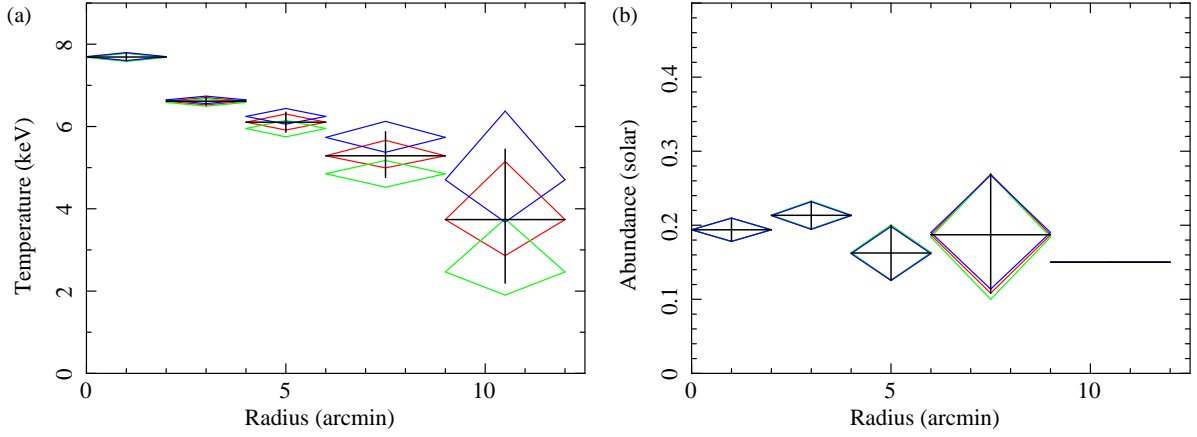 (a)
Temperature (keV)
8
6
4
2
0
0 5 10
Radius (arcmin)
(b)
Abundance (solar)
0.4
0.3
0.2
0.1
0
0 5 10
Radius (arcmin)